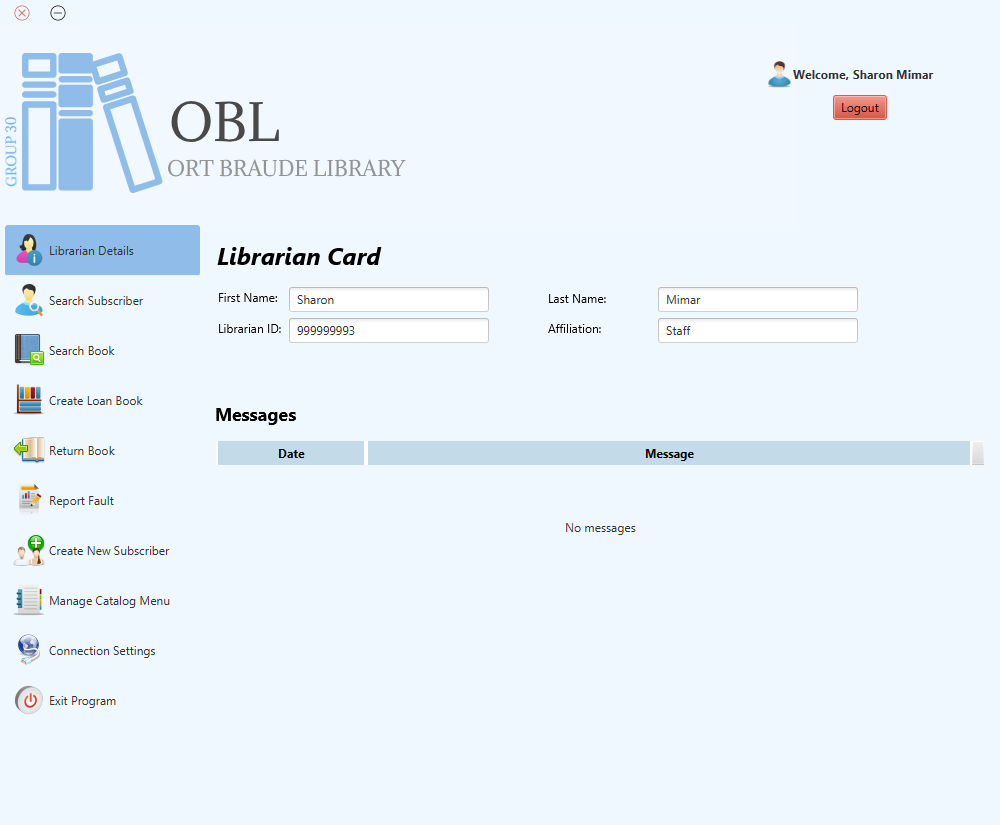 GROUP 30
OBL
ORT BRAUDE LIBRARY
Welcome, Sharon Mimar
Logout
Librarian Details
Search Subscriber
Search Book
Create Loan Book
Return Book
Report Fault
Create New Subscriber
Manage Catalog Menu
Connection Settings
Exit Program
Librarian Card
First Name: Sharon Last Name: Mimar
Librarian ID: 999999993 Affiliation: Staff
Messages
Date Message
No messages